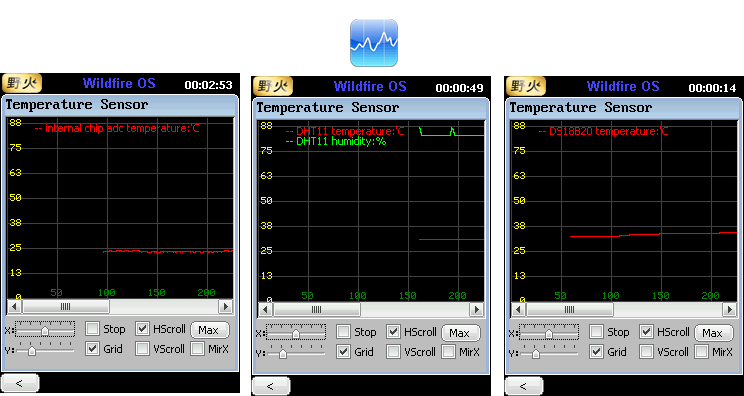 野火 Wildfire OS 00:02:53
Temperature Sensor
88
-- internal chip adc temperature:℃
75
63
50
38
25
13
0
50 100 150 200
X: Stop HScroll Max
Y: Grid VScroll MirX
<
野火 Wildfire OS 00:00:49
Temperature Sensor
88
-- DHT11 temperature:℃
-- DHT11 humidity:%
75
63
50
38
25
13
0
50 100 150 200
X: Stop HScroll Max
Y: Grid VScroll MirX
<
野火 Wildfire OS 00:00:14
Temperature Sensor
88
-- DS18B20 temperature:℃
75
63
50
38
25
13
0
50 100 150 200
X: Stop HScroll Max
Y: Grid VScroll MirX
<